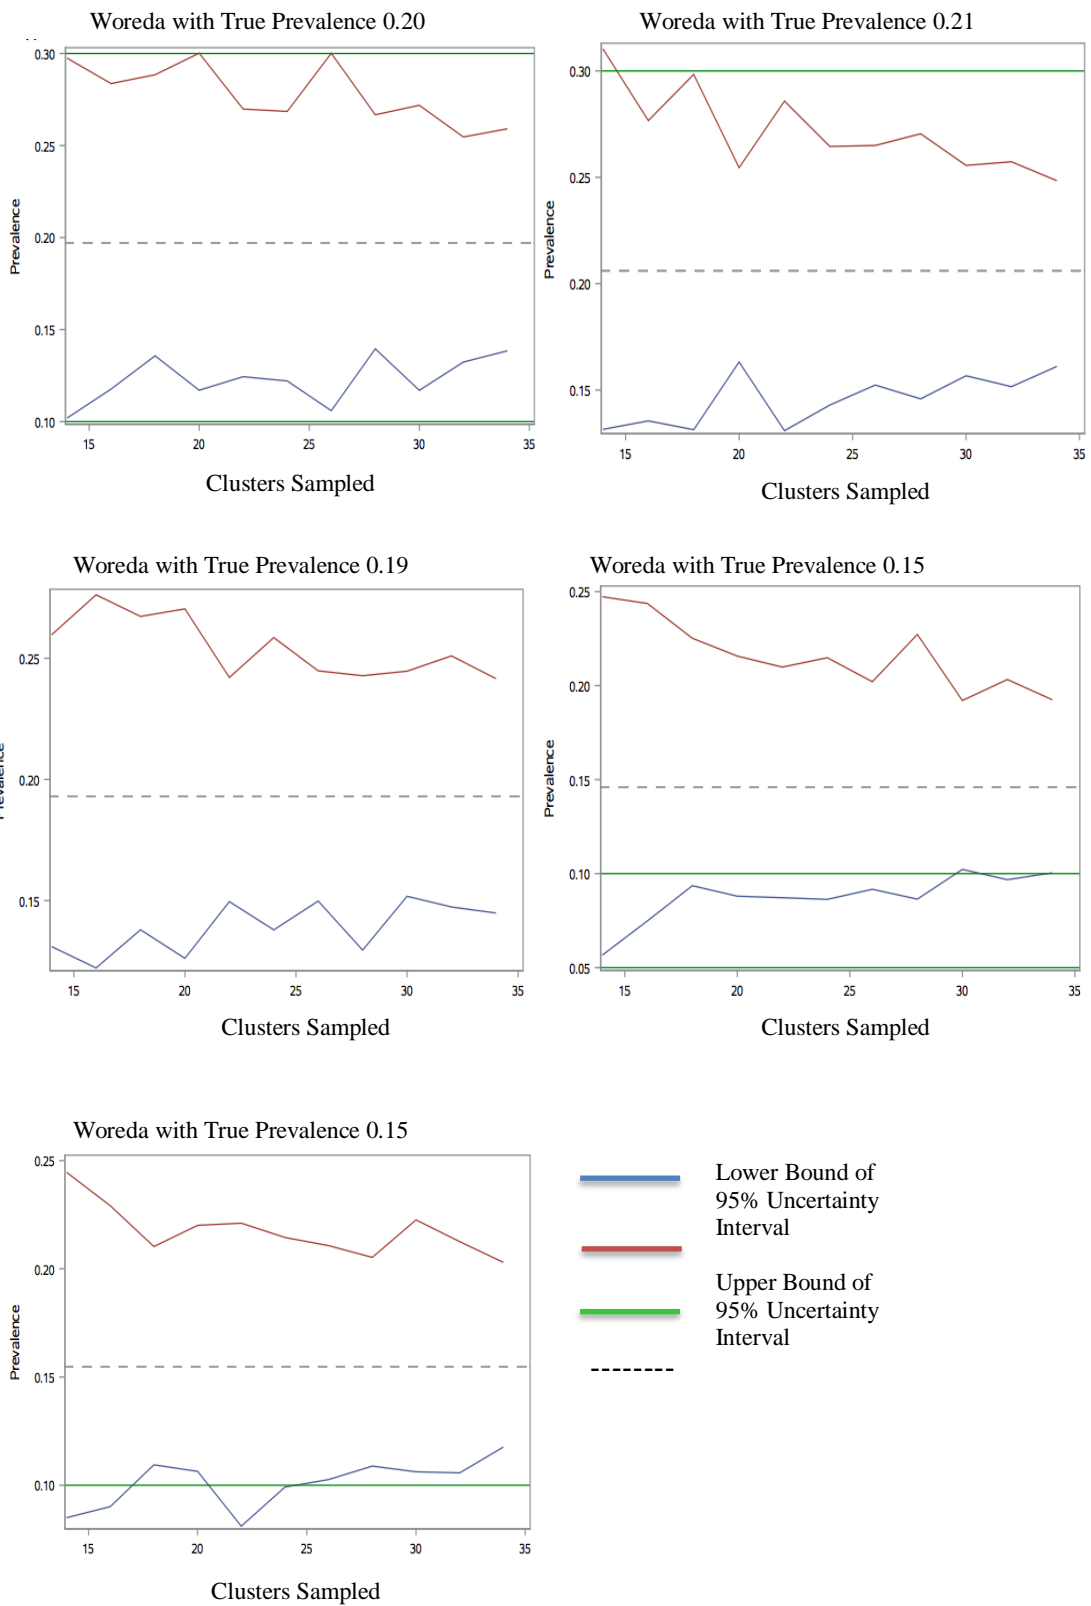 Woreda with True Prevalence 0.20
0.30
0.25
0.20
0.15
0.10
Prevalence
15 20 25 30 35
Clusters Sampled
Woreda with True Prevalence 0.21
0.30
0.25
0.20
0.15
Prevalence
15 20 25 30 35
Clusters Sampled
Woreda with True Prevalence 0.19
0.25
0.20
0.15
15 20 25 30 35
Clusters Sampled
Woreda with True Prevalence 0.15
0.25
0.20
0.15
0.10
0.05
Prevalence
15 20 25 30 35
Clusters Sampled
Woreda with True Prevalence 0.15
0.25
0.20
0.15
0.10
Prevalence
15 20 25 30 35
Clusters Sampled
Lower Bound of
95% Uncertainty
Interval
Upper Bound of
95% Uncertainty
Interval